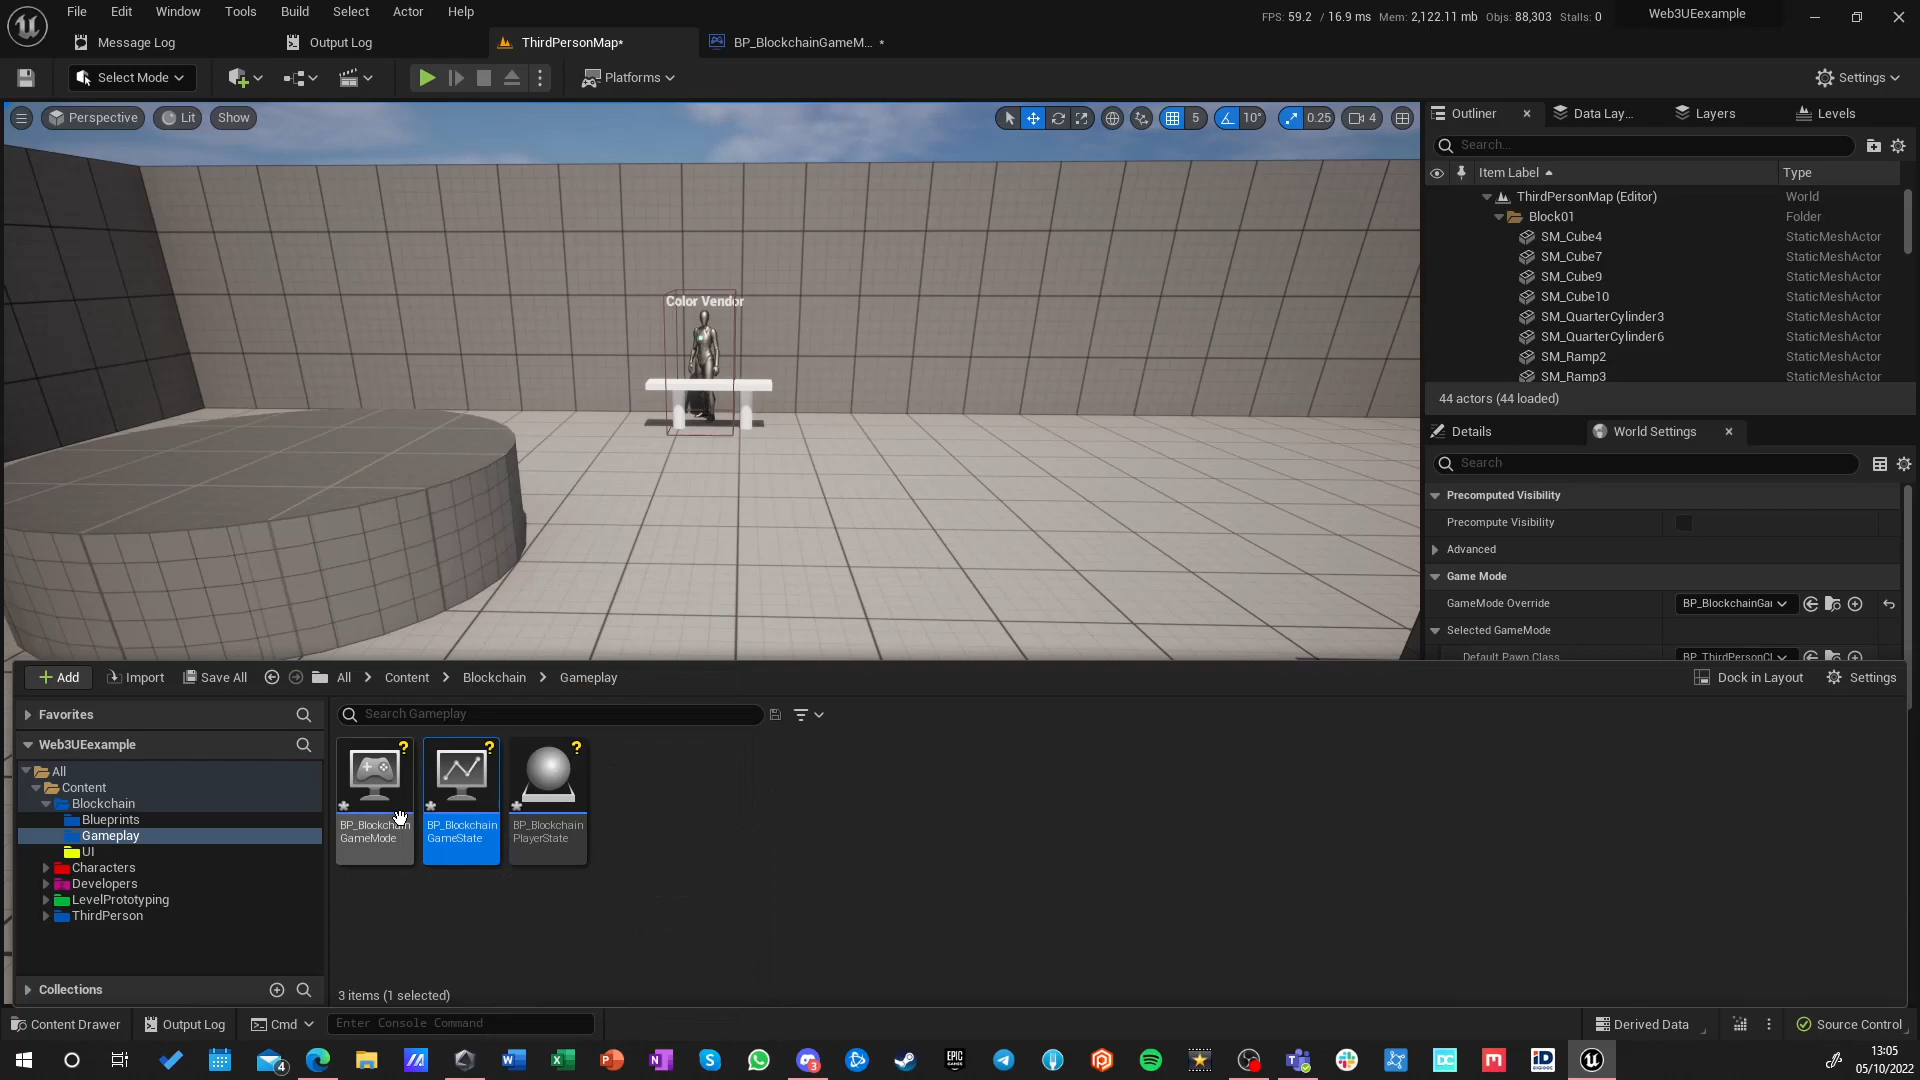 File Edit Window Tools Build Select Actor Help
FPS: 59.2 / 16.9 ms Mem: 2,122.11 mb Objs: 88,303 Stalls: 0
Web3UEexample
Message Log
Output Log
ThirdPersonMap*
BP_BlockchainGameM... *
Select Mode
Platforms
Settings
Perspective
Lit
Show
5
10°
0.25
4
Outliner
Data Lay...
Layers
Levels
Search...
Item Label
Type
ThirdPersonMap (Editor) World
Block01 Folder
SM_Cube4 StaticMeshActor
SM_Cube7 StaticMeshActor
SM_Cube9 StaticMeshActor
SM_Cube10 StaticMeshActor
SM_QuarterCylinder3 StaticMeshActor
SM_QuarterCylinder6 StaticMeshActor
SM_Ramp2 StaticMeshActor
SM_Ramp3 StaticMeshActor
44 actors (44 loaded)
Color Vendor
Details
World Settings
Search
Precomputed Visibility
Precompute Visibility
Advanced
Game Mode
GameMode Override BP_BlockchainGa
Selected GameMode
Default Pawn Class BP_ThirdPersonCl
Add
Import
Save All
All
Content
Blockchain
Gameplay
Dock in Layout
Settings
Favorites
Search Gameplay
Web3UEexample
All
Content
Blockchain
Blueprints
Gameplay
UI
Characters
Developers
LevelPrototyping
ThirdPerson
BP_Blockchain
GameMode
BP_Blockchain
GameState
BP_Blockchain
PlayerState
Collections
3 items (1 selected)
Content Drawer
Output Log
Cmd
Enter Console Command
Derived Data
Source Control
13:05
05/10/2022